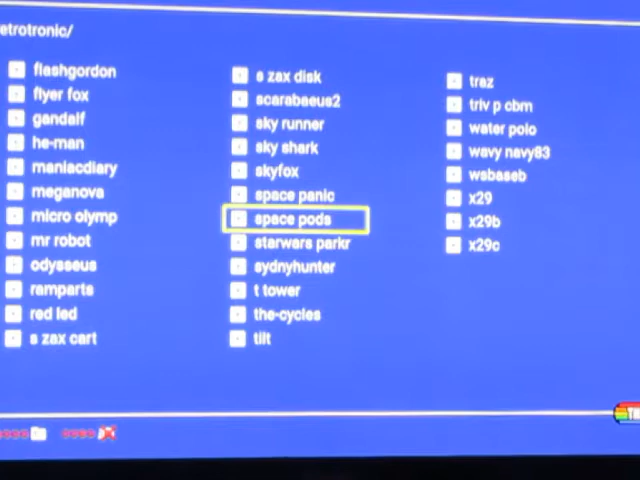 etrotronic/
flashgordon
flyer fox
gandalf
he-man
maniacdiary
meganova
micro olymp
mr robot
odysseus
ramparts
red led
s zax cart
s zax disk
scarabaeus2
sky runner
sky shark
skyfox
space panic
space pods
starwars parkr
sydnyhunter
t tower
the-cycles
tilt
traz
triv p cbm
water polo
wavy navy83
wsbaseb
x29
x29b
x29c